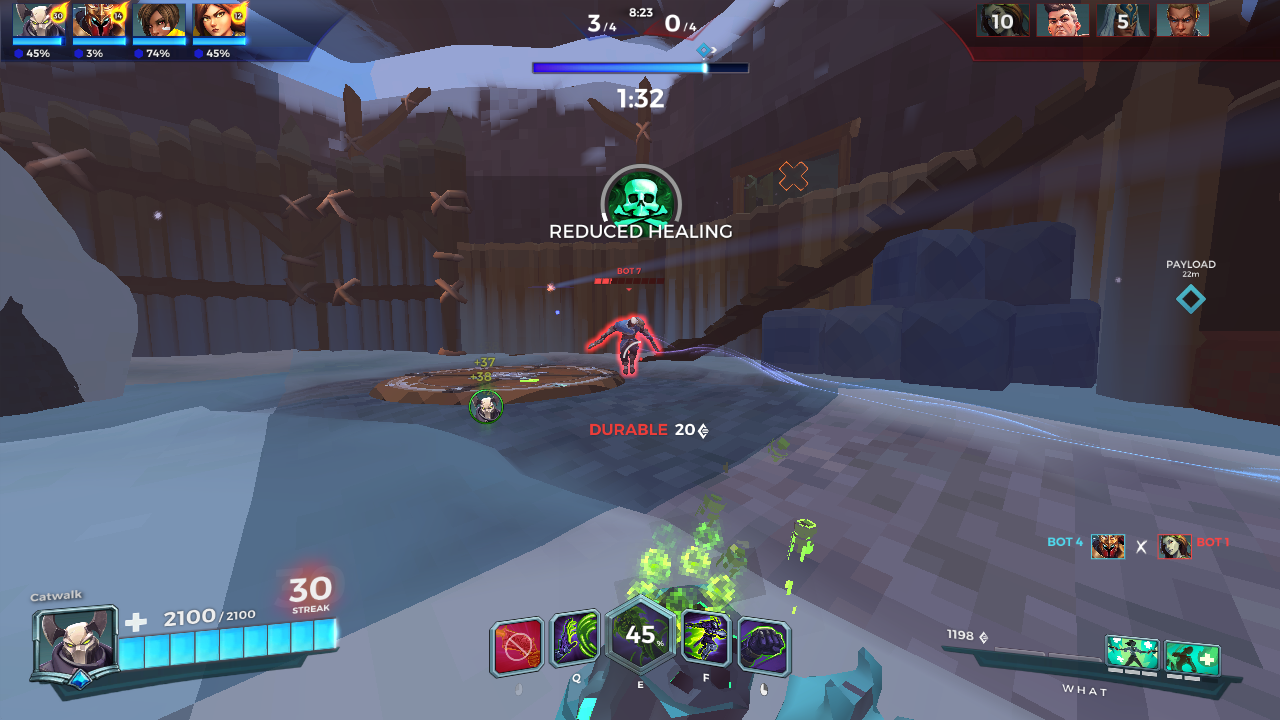 30
14
12
45%
3%
74%
45%
3/4
8:23
0/4
10
5
1:32
REDUCED HEALING
BOT 7
PAYLOAD
22m
+37
+38
DURABLE 20
BOT 4 X BOT 1
Catwalk
2100/2100
30
STREAK
45%
Q
E
F
1198
WHAT